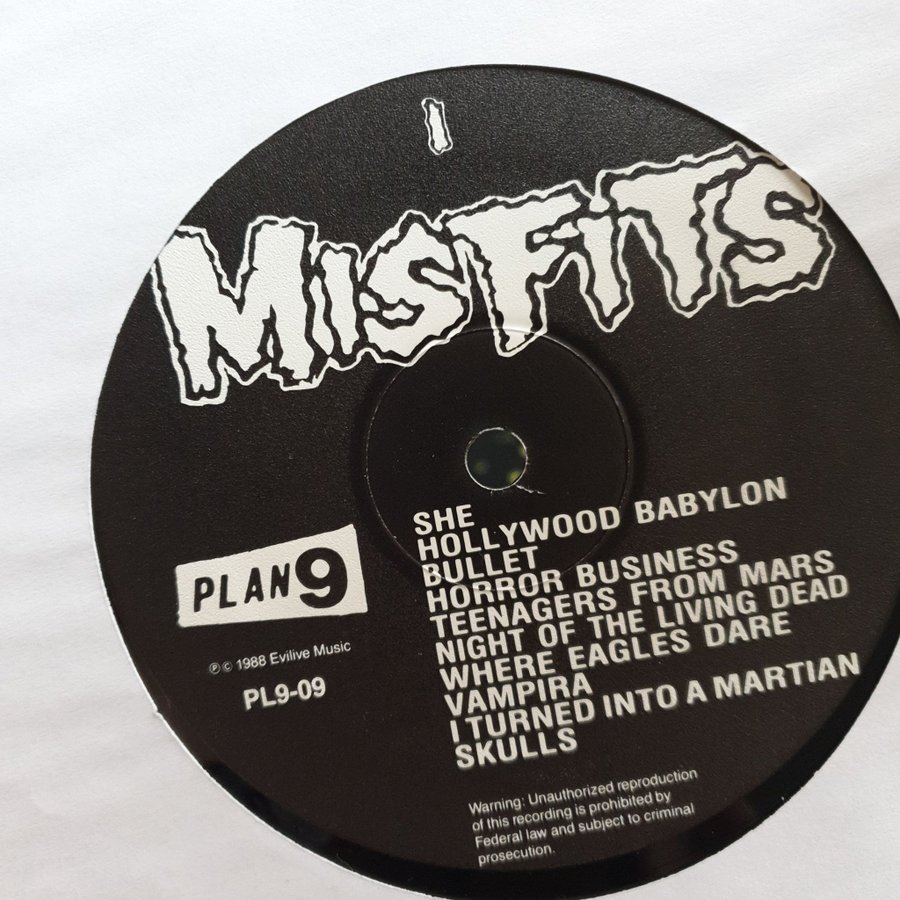 I
MISFiTS
SHE
HOLLYWOOD BABYLON
BULLET
HORROR BUSINESS
TEENAGERS FROM MARS
NIGHT OF THE LIVING DEAD
WHERE EAGLES DARE
VAMPIRA
I TURNED INTO A MARTIAN
SKULLS
PLAN 9
℗ © 1988 Evilive Music
PL9-09
Warning: Unauthorized reproduction
of this recording is prohibited by
Federal law and subject to criminal
prosecution.